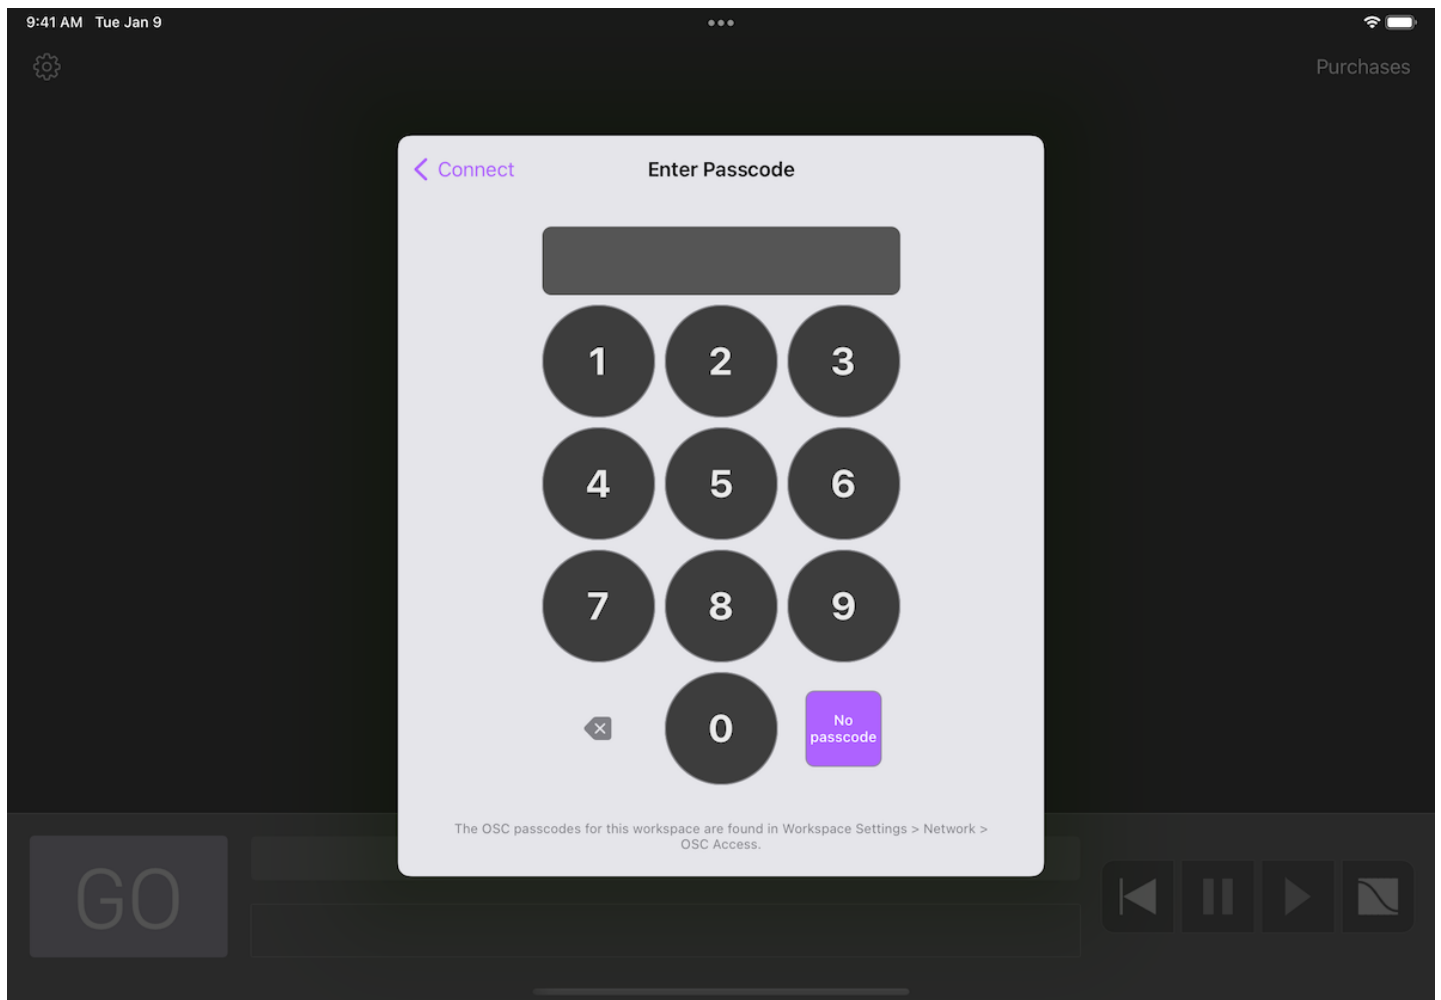 9:41 AM Tue Jan 9
Purchases
Connect
Enter Passcode
1 2 3
4 5 6
7 8 9
0
No
passcode
The OSC passcodes for this workspace are found in Workspace Settings > Network >
OSC Access.
GO